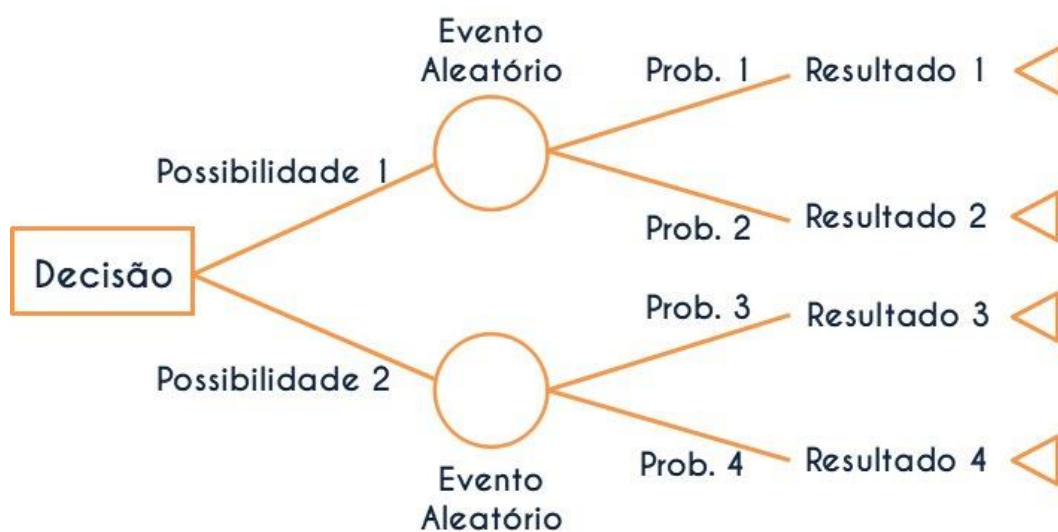 Evento
Aleatório
Prob. 1
Resultado 1
Possibilidade 1
Prob. 2
Resultado 2
Decisão
Prob. 3
Resultado 3
Possibilidade 2
Prob. 4
Resultado 4
Evento
Aleatório